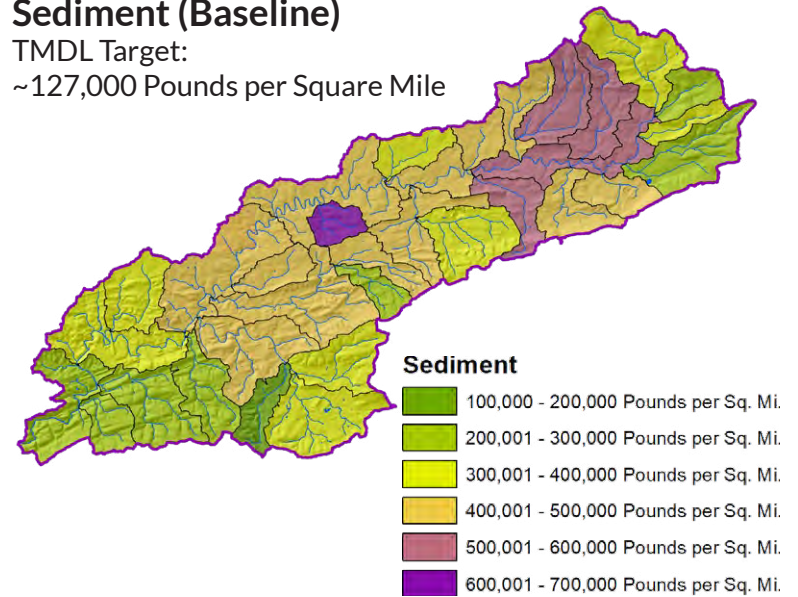 Sediment (Baseline)
TMDL Target:
~127,000 Pounds per Square Mile
Sediment
100,000 - 200,000 Pounds per Sq. Mi.
200,001 - 300,000 Pounds per Sq. Mi.
300,001 - 400,000 Pounds per Sq. Mi.
400,001 - 500,000 Pounds per Sq. Mi.
500,001 - 600,000 Pounds per Sq. Mi.
600,001 - 700,000 Pounds per Sq. Mi.